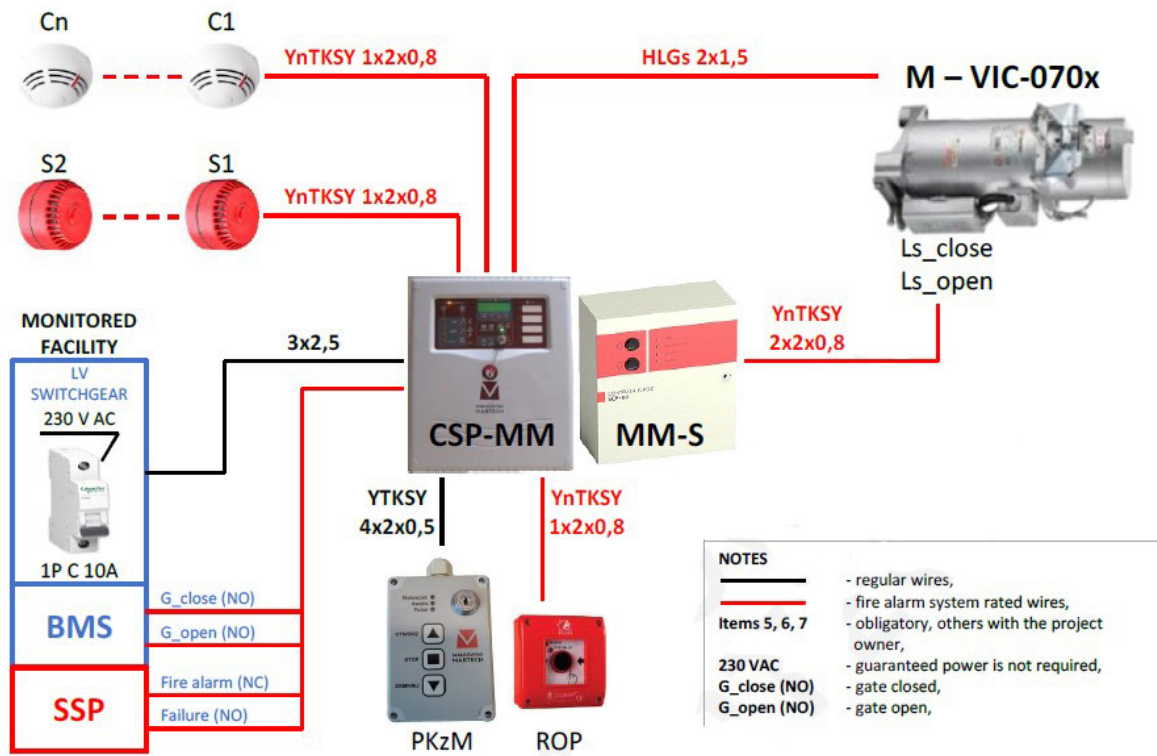 Cn
C1
YnTKSY 1x2x0,8
HLGs 2x1,5
M – VIC-070x
S2
S1
YnTKSY 1x2x0,8
Ls_close
Ls_open
MONITORED
FACILITY
LV
SWITCHGEAR
230 V AC
1P C 10A
3x2,5
YnTKSY
2x2x0,8
CSP-MM
MM-S
YTKSY
4x2x0,5
YnTKSY
1x2x0,8
BMS
G_close (NO)
G_open (NO)
SSP
Fire alarm (NC)
Failure (NO)
OTWÓRZ
STOP
ZAMKNIJ
MARTECH
PKzM
ROP
NOTES
- regular wires,
- fire alarm system rated wires,
Items 5, 6, 7 - obligatory, others with the project
owner,
230 VAC - guaranteed power is not required,
G_close (NO) - gate closed,
G_open (NO) - gate open,